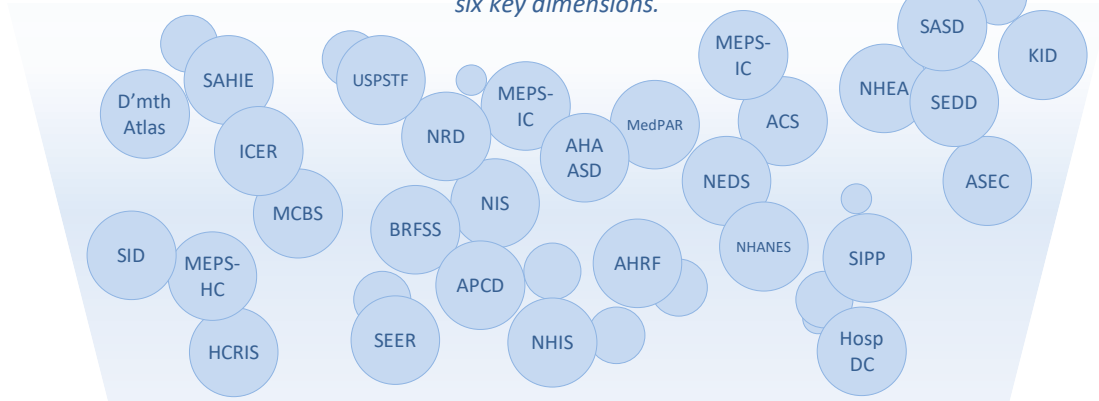 six key dimensions.
SASD
MEPS-
IC
KID
SAHIE
USPSTF
NHEA
SEDD
D'mth
Atlas
MEPS-
IC
NRD
MedPAR
ACS
ICER
AHA
ASD
NEDS
ASEC
MCBS
NIS
BRFSS
NHANES
SID
MEPS-
HC
SIPP
AHRF
APCD
HCRIS
SEER
NHIS
Hosp
DC